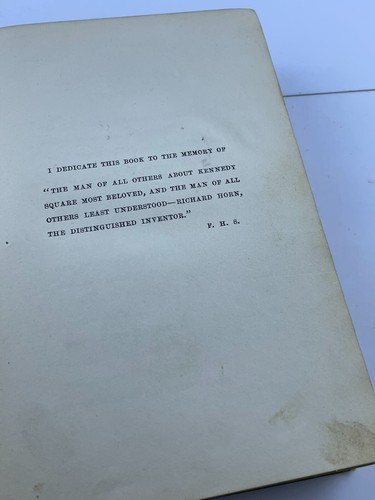 I DEDICATE THIS BOOK TO THE MEMORY OF
"THE MAN OF ALL OTHERS ABOUT KENNEDY
SQUARE MOST BELOVED, AND THE MAN OF ALL
OTHERS LEAST UNDERSTOOD—RICHARD HORN,
THE DISTINGUISHED INVENTOR."
F. H. S.